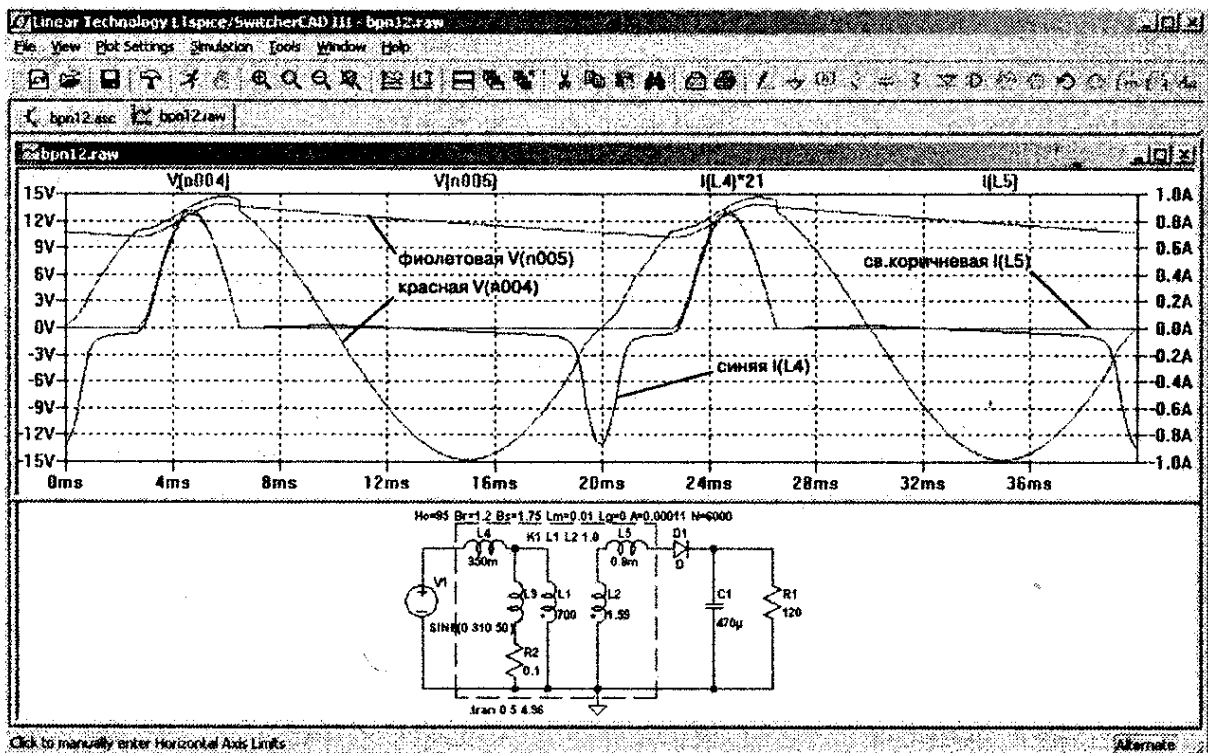 Linear Technology LTspice/SwitcherCAD III - bpn12.raw
File View Plot Settings Simulation Tools Window Help
bpn12.asc bpn12.raw
bpn12.raw
V[n004] V[n005] I(L4)*21 I(L5)
15V 1.0A
12V 0.8A
9V 0.6A
6V 0.4A
3V 0.2A
0V 0.0A
-3V -0.2A
-6V -0.4A
-9V -0.6A
-12V -0.8A
-15V -1.0A
фиолетовая V(n005)
св.коричневая I(L5)
красная V(n004)
синяя I(L4)
0ms 4ms 8ms 12ms 16ms 20ms 24ms 28ms 32ms 36ms
Hc=95 Br=1.2 Bs=1.75 Lm=0.01 Lg=0 A=0.00011 N=6000
L4 K1 L1 L2 1.0 L5 D1
350m 0.8m D
V1 L3 L1 L2 C1 R1
700 1.59 470µ 120
SINE(0 310 50)
R2
0.1
.tran 0 5 4.96
Click to manually enter Horizontal Axis Limits
Alternate